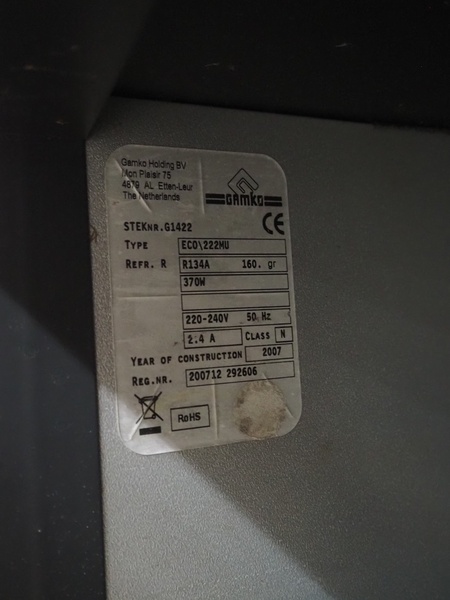 Gamko Holding BV
Mon Plaisir 75
4879 AL Etten-Leur
The Netherlands
GAMKO
CE
STEKNR.G1422
TYPE ECO\222MU
REFR. R R134A 160. gr
370W
220-240V 50 Hz
2.4 A CLASS N
YEAR OF CONSTRUCTION 2007
REG.NR. 200712 292606
RoHS